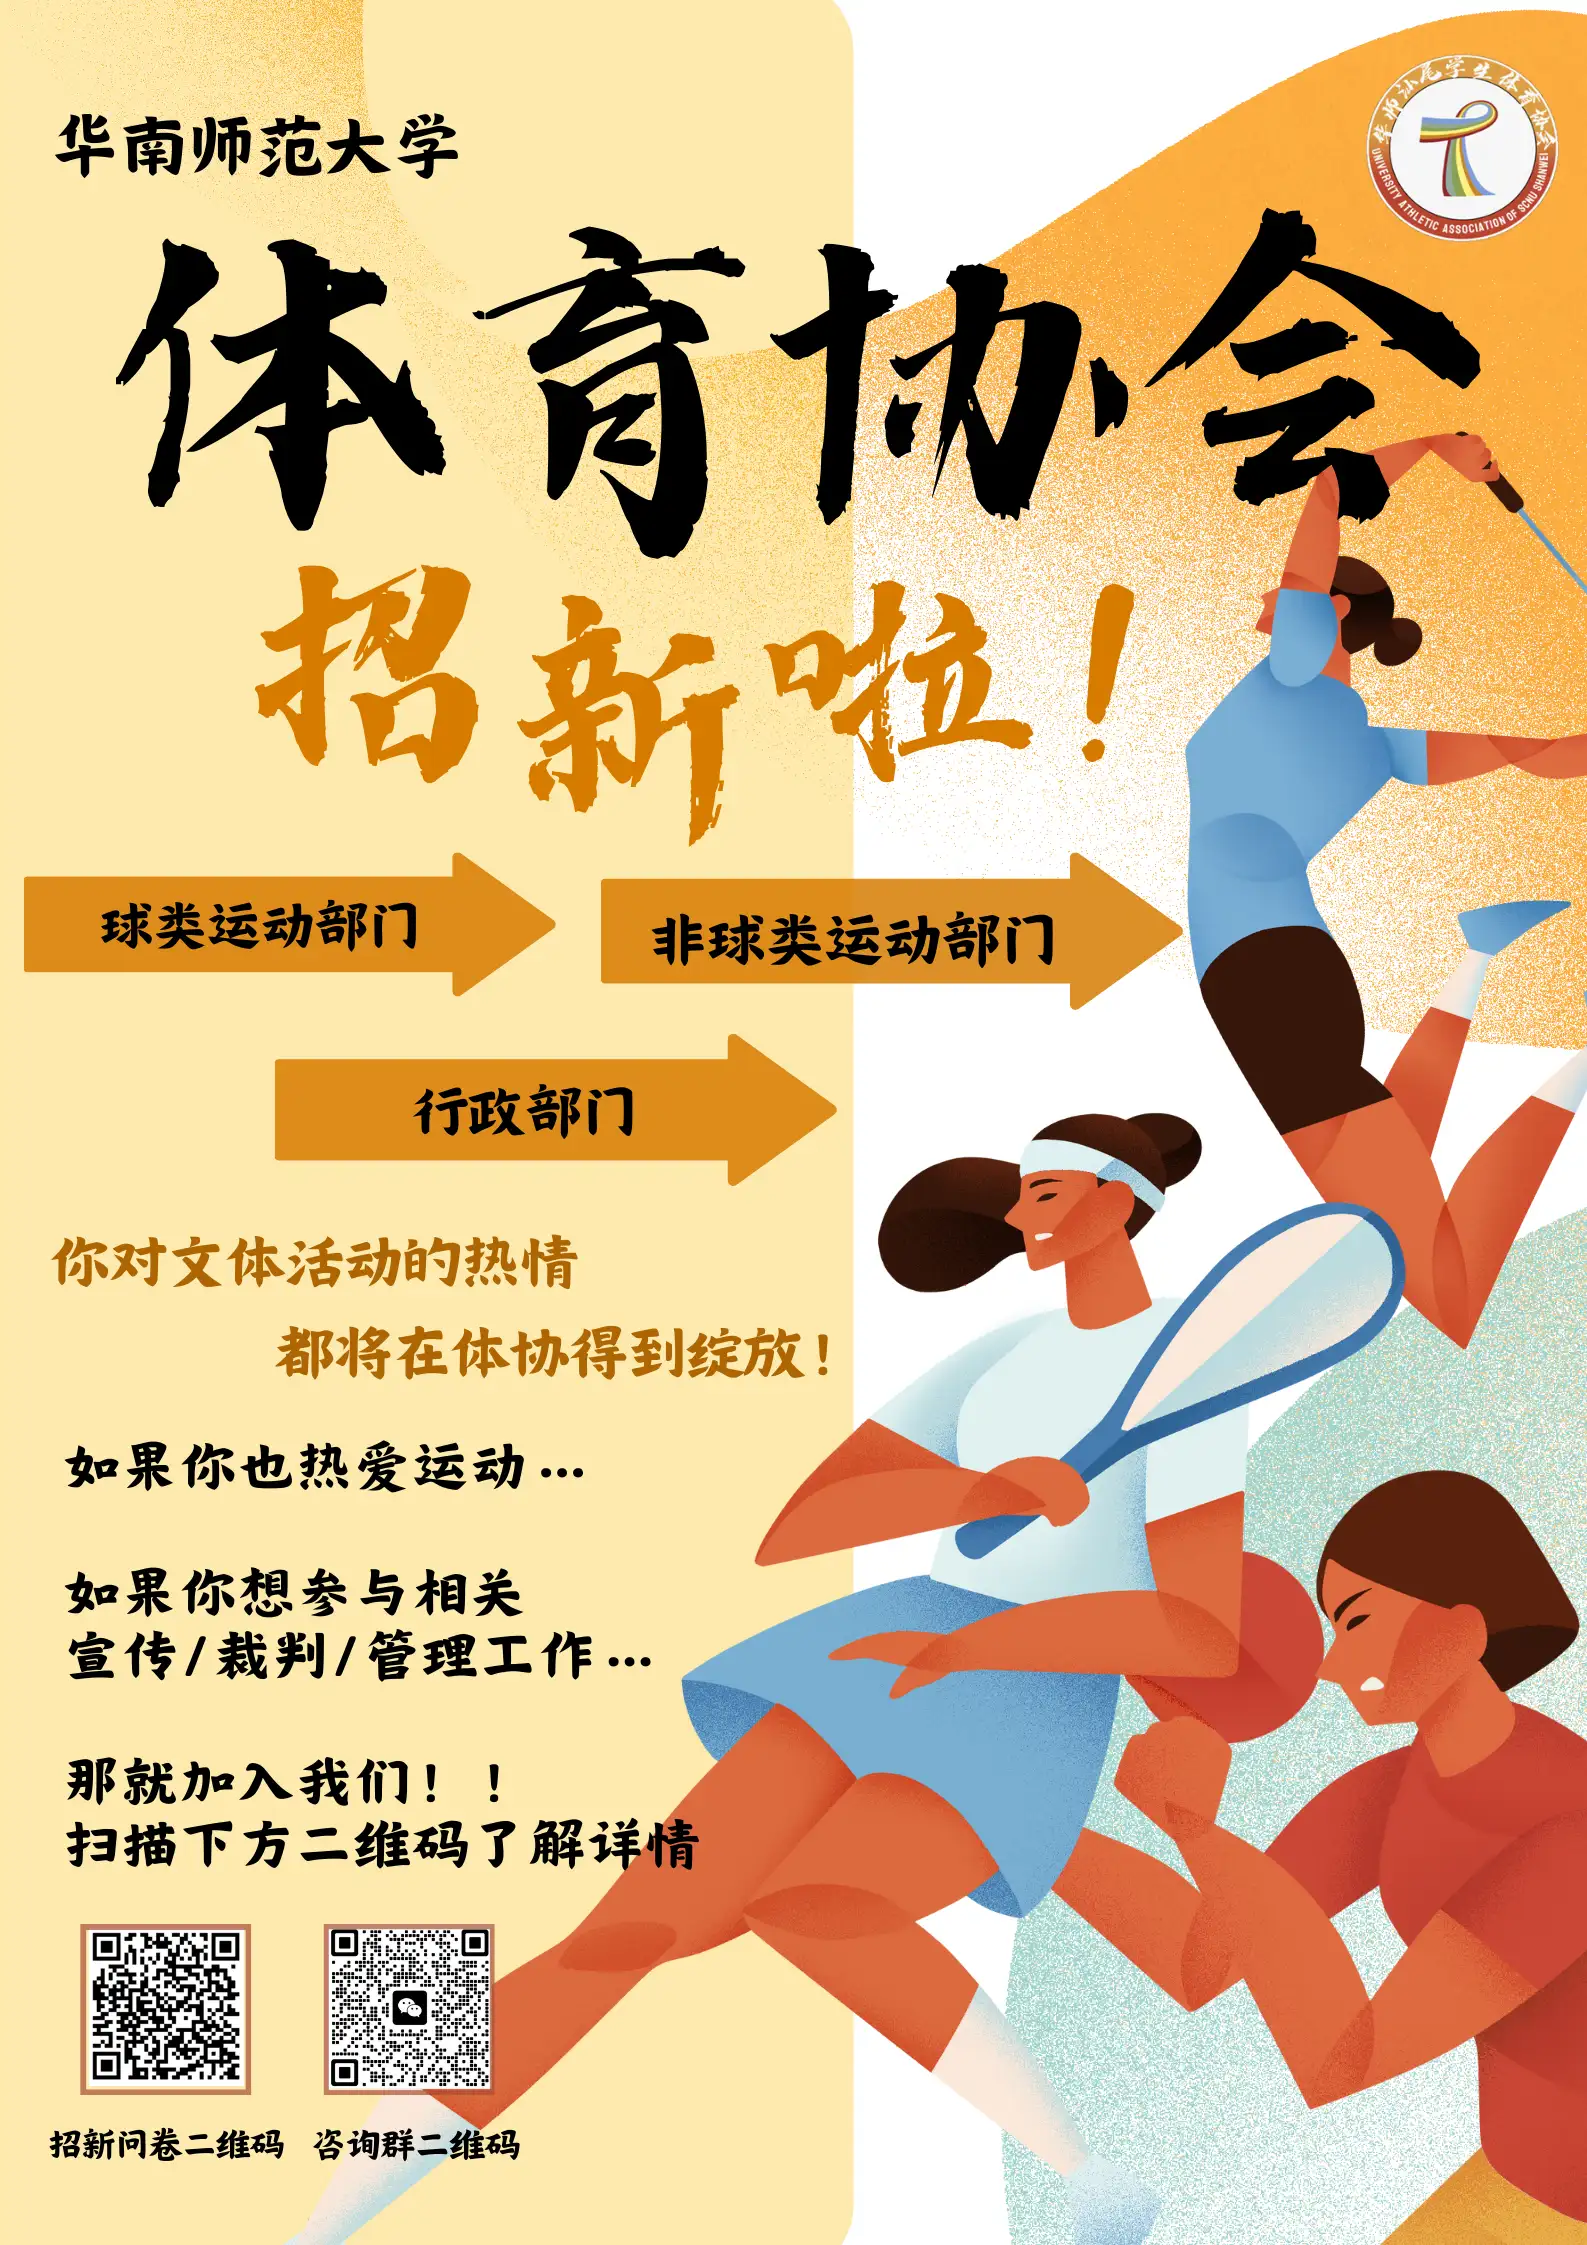 华南师范大学
华师汕尾学生体育协会
UNIVERSITY ATHLETIC ASSOCIATION OF SCNU SHANWEI
体育协会
招新啦！
球类运动部门
非球类运动部门
行政部门
你对文体活动的热情
都将在体协得到绽放！
如果你也热爱运动…
如果你想参与相关
宣传/裁判/管理工作…
那就加入我们！！
扫描下方二维码了解详情
招新问卷二维码
咨询群二维码